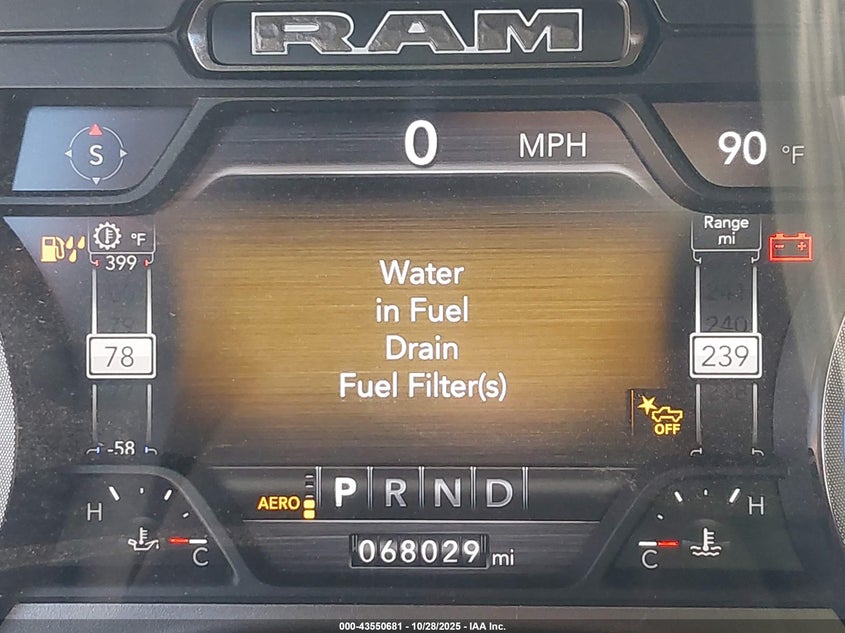 RAM
S
0 MPH
90 °F
°F
399
78
-58
Range
mi
240
239
Water
in Fuel
Drain
Fuel Filter(s)
OFF
AERO
P R N D
H
C
068029 mi
H
C
000-43550681 - 10/28/2025 - IAA Inc.